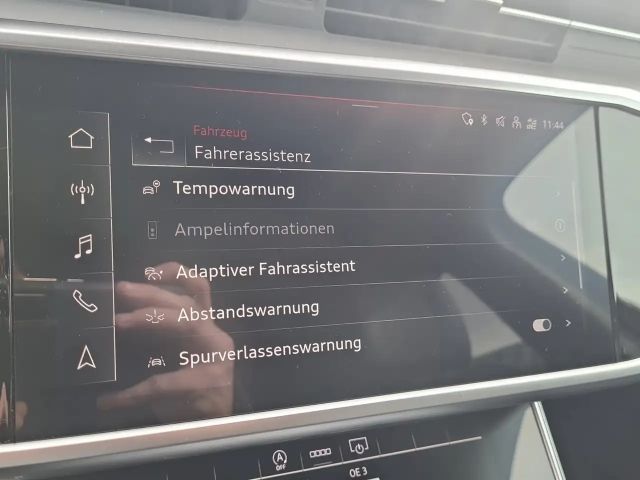 11:44
Fahrzeug
Fahrerassistenz
Tempowarnung
Ampelinformationen
Adaptiver Fahrassistent
Abstandswarnung
Spurverlassenswarnung
A
OFF
OE 3